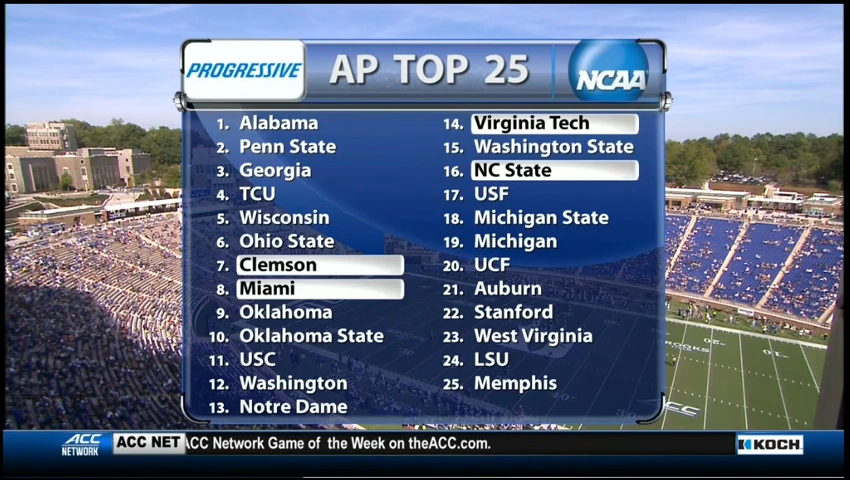 PROGRESSIVE
AP TOP 25
NCAA
1. Alabama
2. Penn State
3. Georgia
4. TCU
5. Wisconsin
6. Ohio State
7. Clemson
8. Miami
9. Oklahoma
10. Oklahoma State
11. USC
12. Washington
13. Notre Dame
14. Virginia Tech
15. Washington State
16. NC State
17. USF
18. Michigan State
19. Michigan
20. UCF
21. Auburn
22. Stanford
23. West Virginia
24. LSU
25. Memphis
ACC
ACC NETWORK
ACC NET
ACC Network Game of the Week on theACC.com.
KOCH